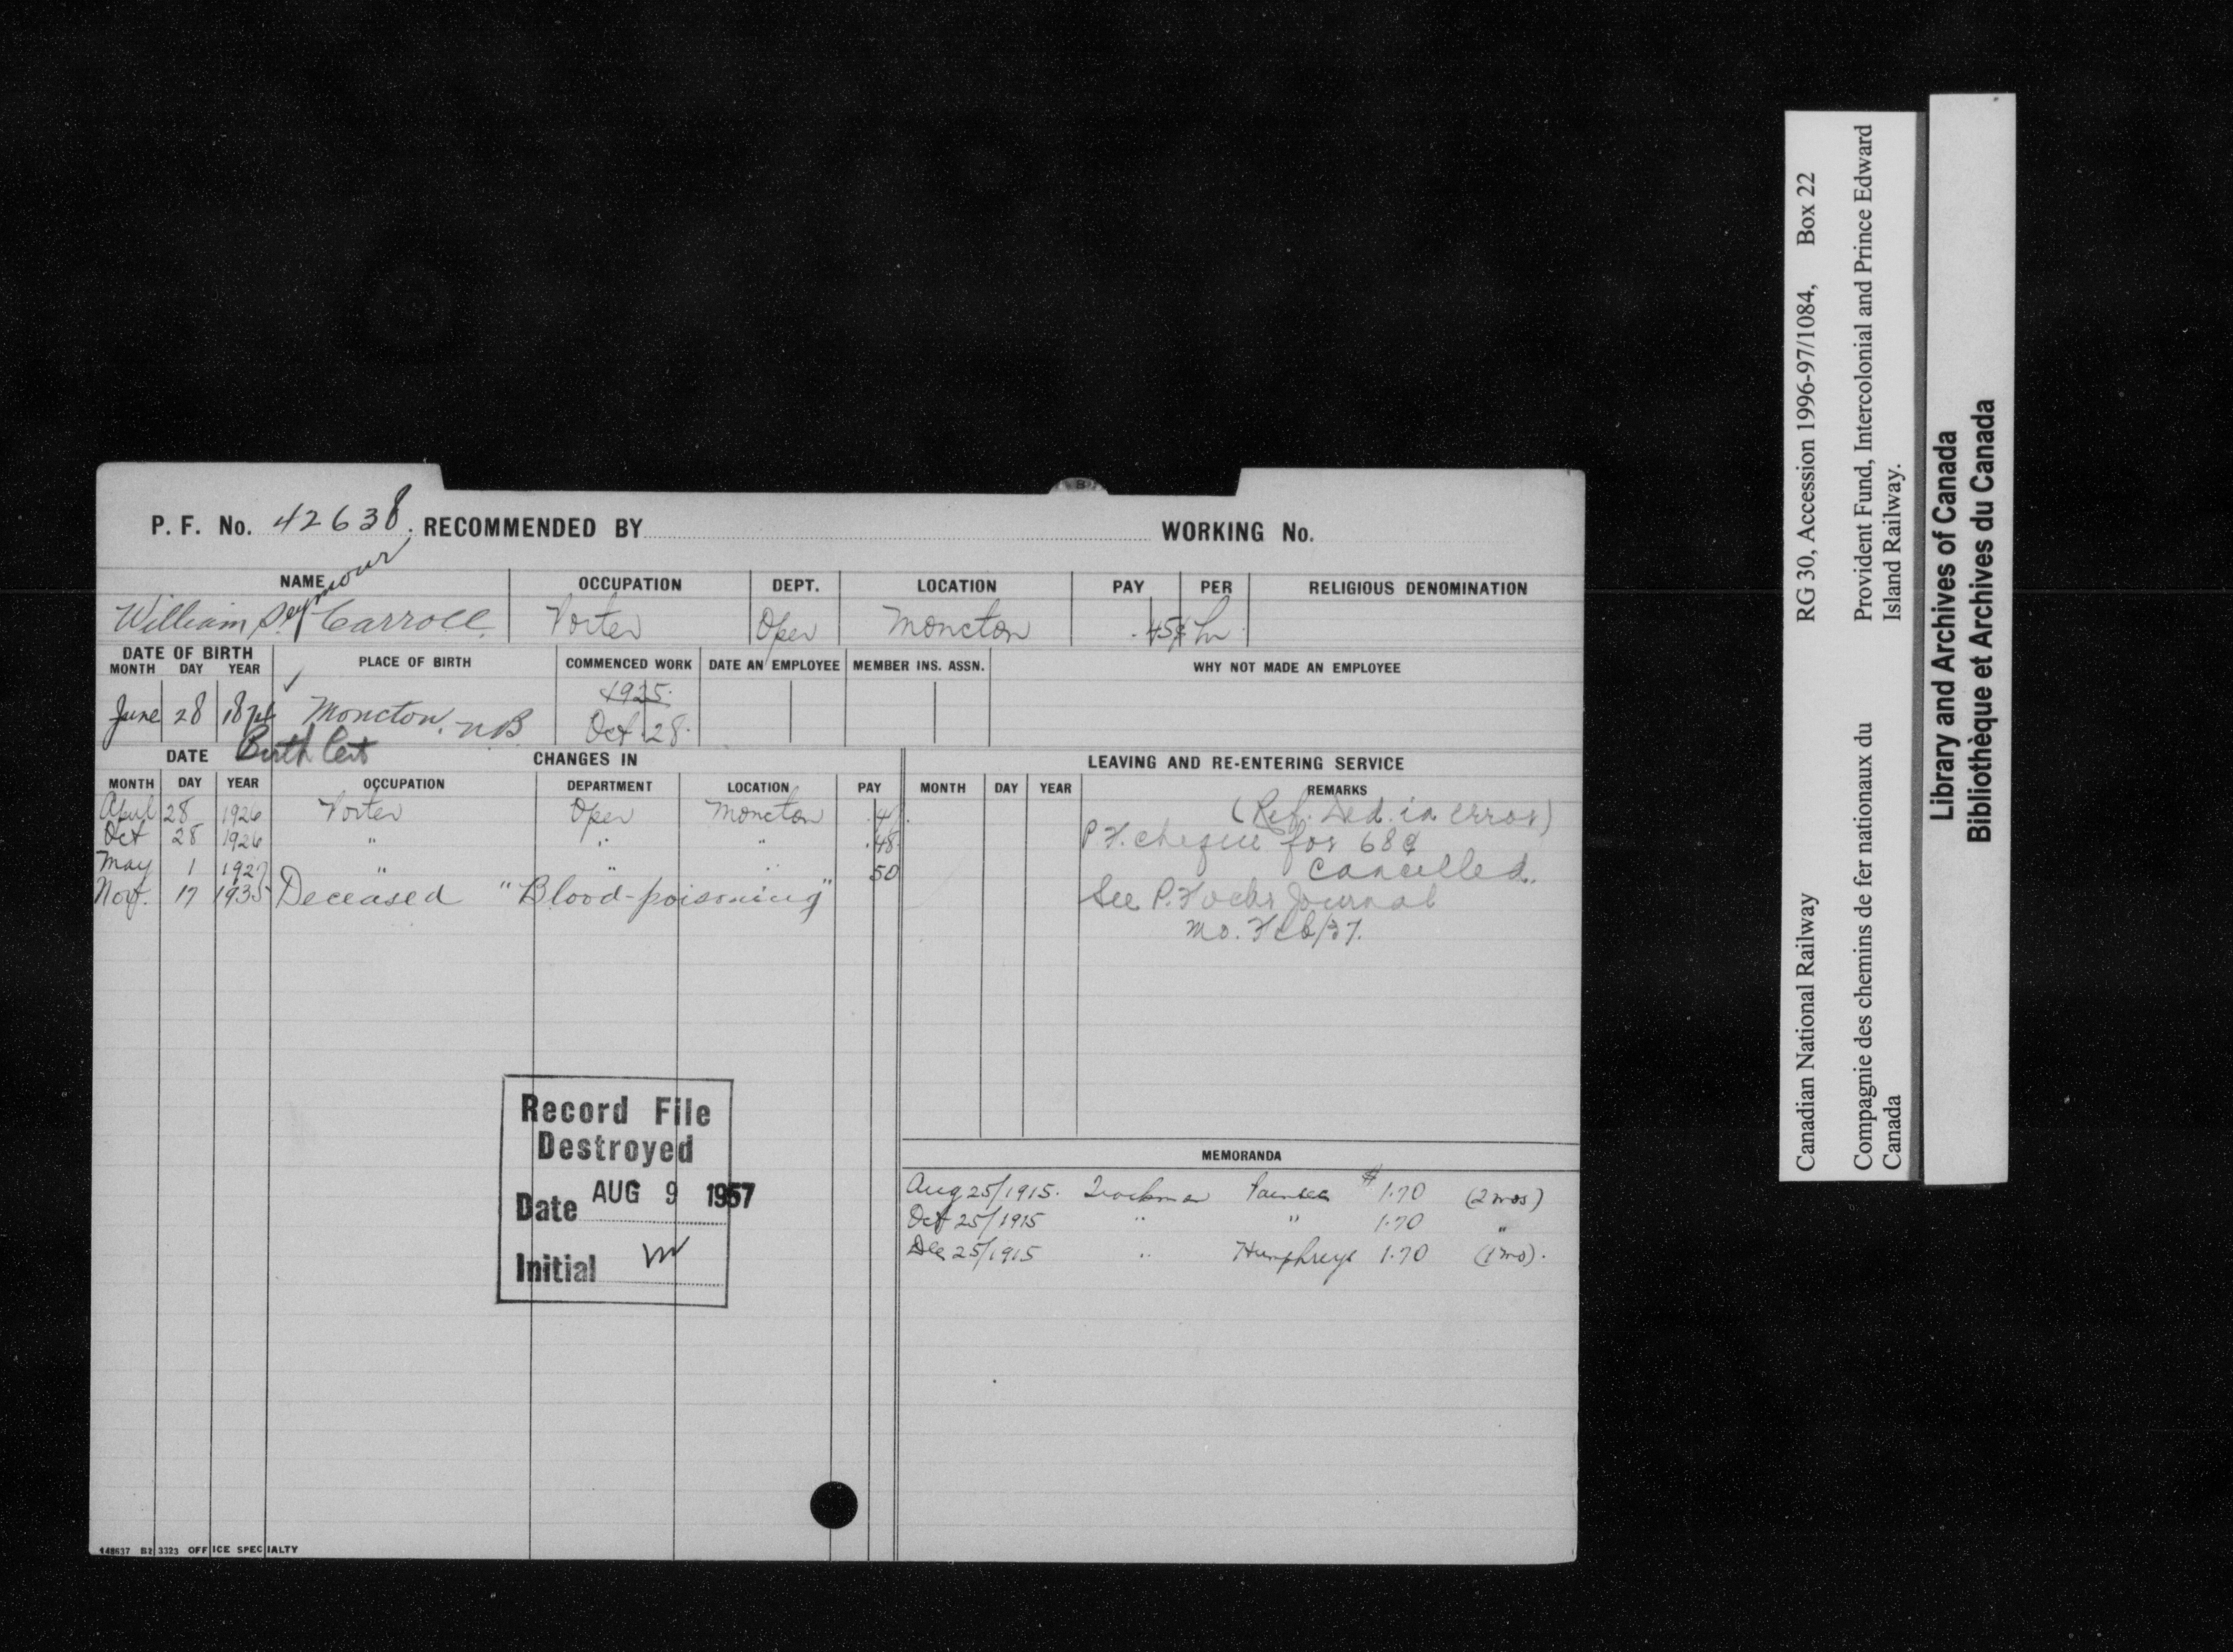 P. F. No. 42638. RECOMMENDED BY WORKING No.
NAME OCCUPATION DEPT. LOCATION PAY PER RELIGIOUS DENOMINATION
William Seymour Carroll. Porter Oper Moncton .45¢ hr.
DATE OF BIRTH PLACE OF BIRTH COMMENCED WORK DATE AN EMPLOYEE MEMBER INS. ASSN. WHY NOT MADE AN EMPLOYEE
MONTH DAY YEAR
1925.
June 28 1874 Moncton. NB Oct 28.
Birth Cert
DATE CHANGES IN LEAVING AND RE-ENTERING SERVICE
MONTH DAY YEAR OCCUPATION DEPARTMENT LOCATION PAY MONTH DAY YEAR REMARKS
April 28 1926 Porter Oper Moncton (Ref. Ded. in error)
Oct 28 1926 " " " .48 P.F. cheque for 68¢
May 1 1927 " " " 50 cancelled.
Nov. 17 1935 Deceased "Blood-poisoning" See P.F. Journal
mo. Feb/37.
Record File
Destroyed
Date AUG 9 1957
Initial
MEMORANDA
Aug 25/1915. Trackman Painsec $1.70 (2 mos)
Oct 25/1915 " " 1.70 "
Dec 25/1915 " Humphreys 1.70 (1 mo).
148637 B2 3323 OFFICE SPECIALTY
Canadian National Railway RG 30, Accession 1996-97/1084, Box 22
Compagnie des chemins de fer nationaux du Provident Fund, Intercolonial and Prince Edward
Canada Island Railway.
Library and Archives of Canada
Bibliothèque et Archives du Canada